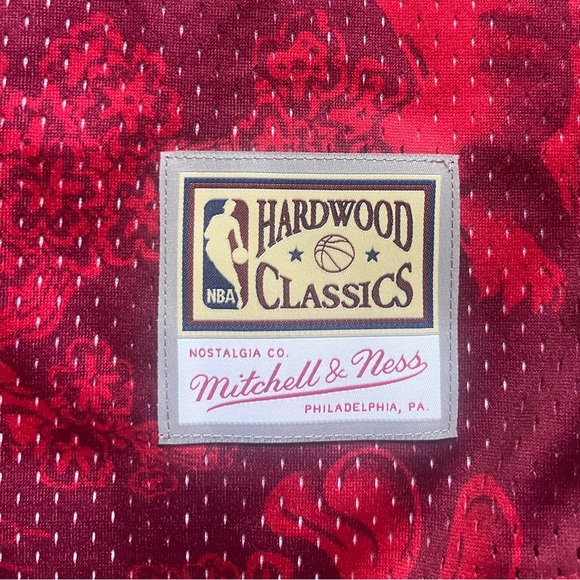 HARDWOOD
CLASSICS
NBA
NOSTALGIA CO.
Mitchell & Ness
PHILADELPHIA, PA.